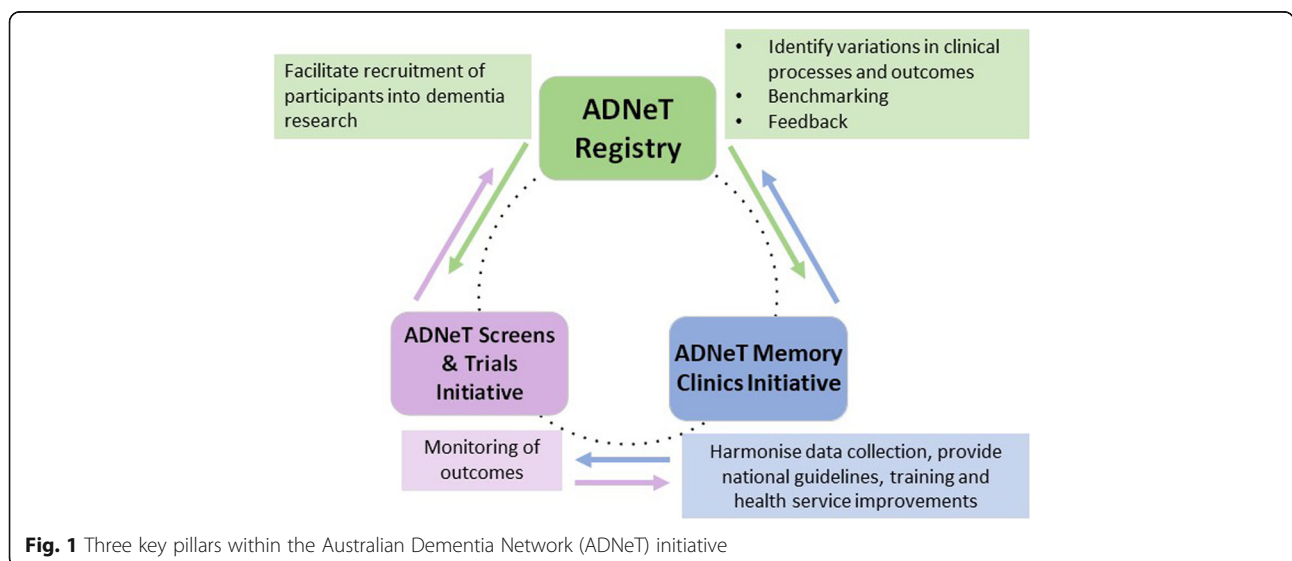 Facilitate recruitment of
participants into dementia
research
ADNeT
Registry
• Identify variations in clinical
processes and outcomes
• Benchmarking
• Feedback
ADNeT Screens
& Trials
Initiative
ADNeT Memory
Clinics Initiative
Monitoring of
outcomes
Harmonise data collection, provide
national guidelines, training and
health service improvements
Fig. 1 Three key pillars within the Australian Dementia Network (ADNeT) initiative